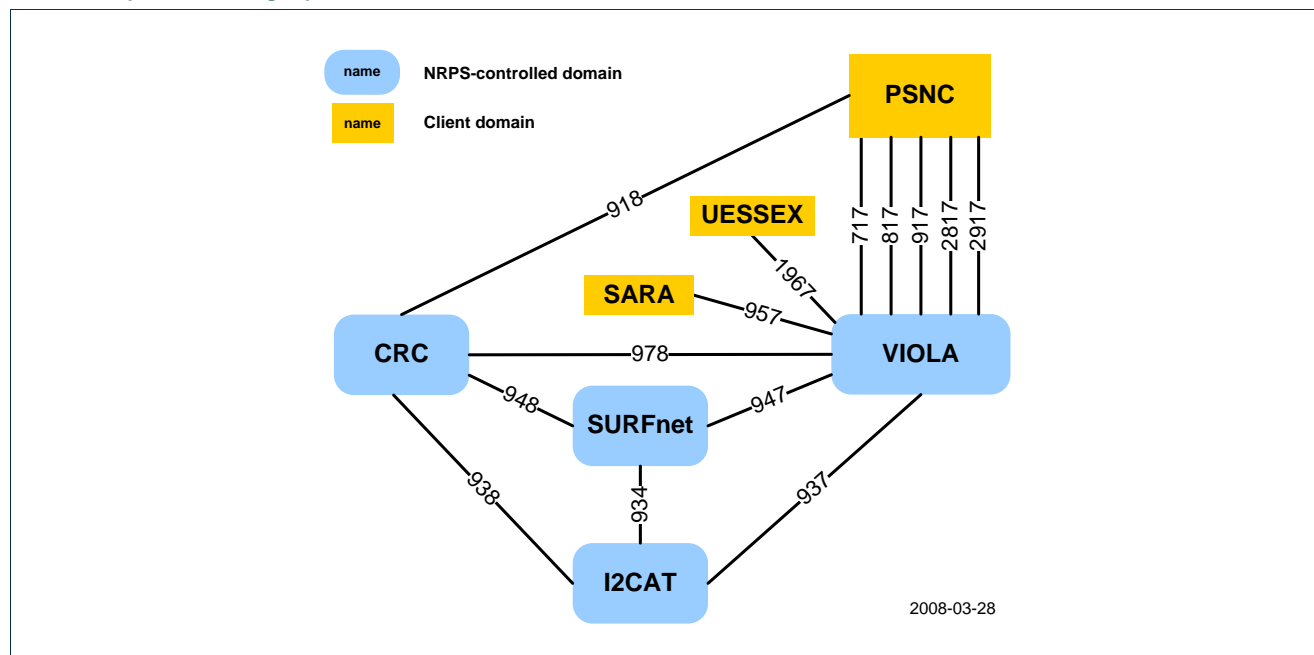 name NRPS-controlled domain
name Client domain
PSNC
918
717
817
917
2817
2917
UESSEX
1967
SARA
957
CRC
978
VIOLA
948
SURFnet
947
938
934
937
I2CAT
2008-03-28